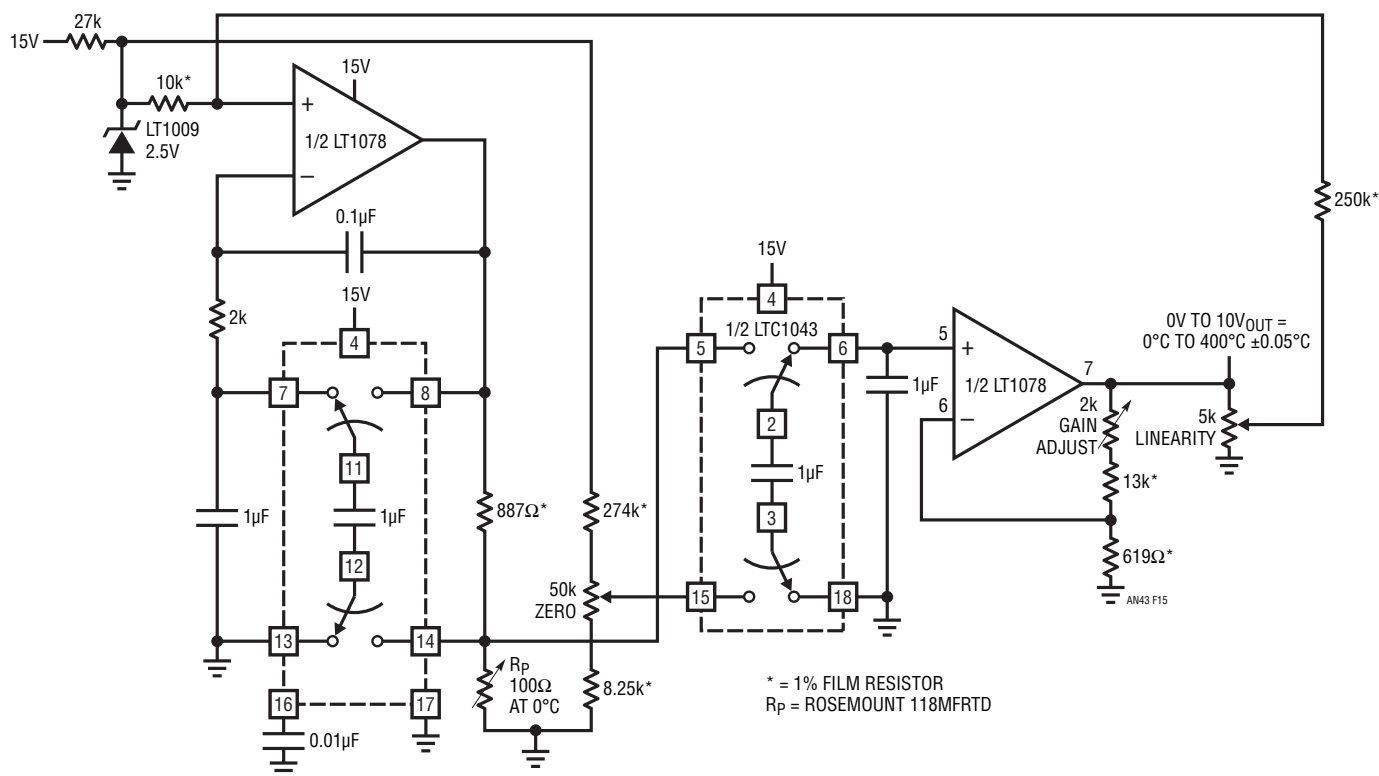 27k
15V
10k*
LT1009
2.5V
15V
+
1/2 LT1078
–
0.1µF
2k
15V
4
7
8
11
1µF
1µF
12
13
14
16
17
0.01µF
887Ω*
RP
100Ω
AT 0°C
274k*
50k
ZERO
8.25k*
15V
4
1/2 LTC1043
5
6
2
1µF
3
15
18
1µF
5
+
1/2 LT1078
6
–
7
2k
GAIN
ADJUST
13k*
619Ω*
AN43 F15
0V TO 10VOUT =
0°C TO 400°C ±0.05°C
5k
LINEARITY
250k*
* = 1% FILM RESISTOR
RP = ROSEMOUNT 118MFRTD